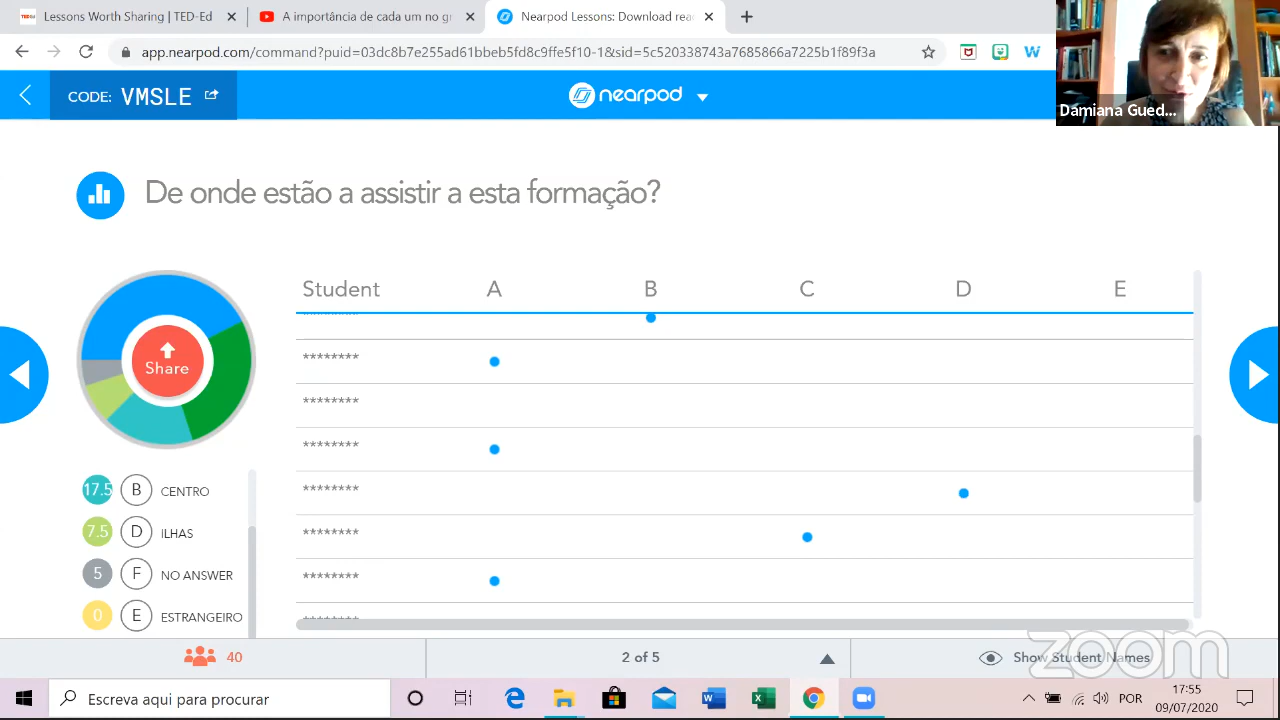 TED Ed Lessons Worth Sharing | TED-Ed
A importância de cada um no gr
Nearpod Lessons: Download rea
app.nearpod.com/command?puid=03dc8b7e255ad61bbeb5fd8c9ffe5f10-1&sid=5c520338743a7685866a7225b1f89f3a
W
CODE: VMSLE
nearpod
Damiana Gued...
De onde estão a assistir a esta formação?
Share
Student A B C D E
********
********
********
********
********
********
********
********
17.5 B CENTRO
7.5 D ILHAS
5 F NO ANSWER
0 E ESTRANGEIRO
40
2 of 5
Show Student Names
zoom
Escreva aqui para procurar
POR
17:55
09/07/2020